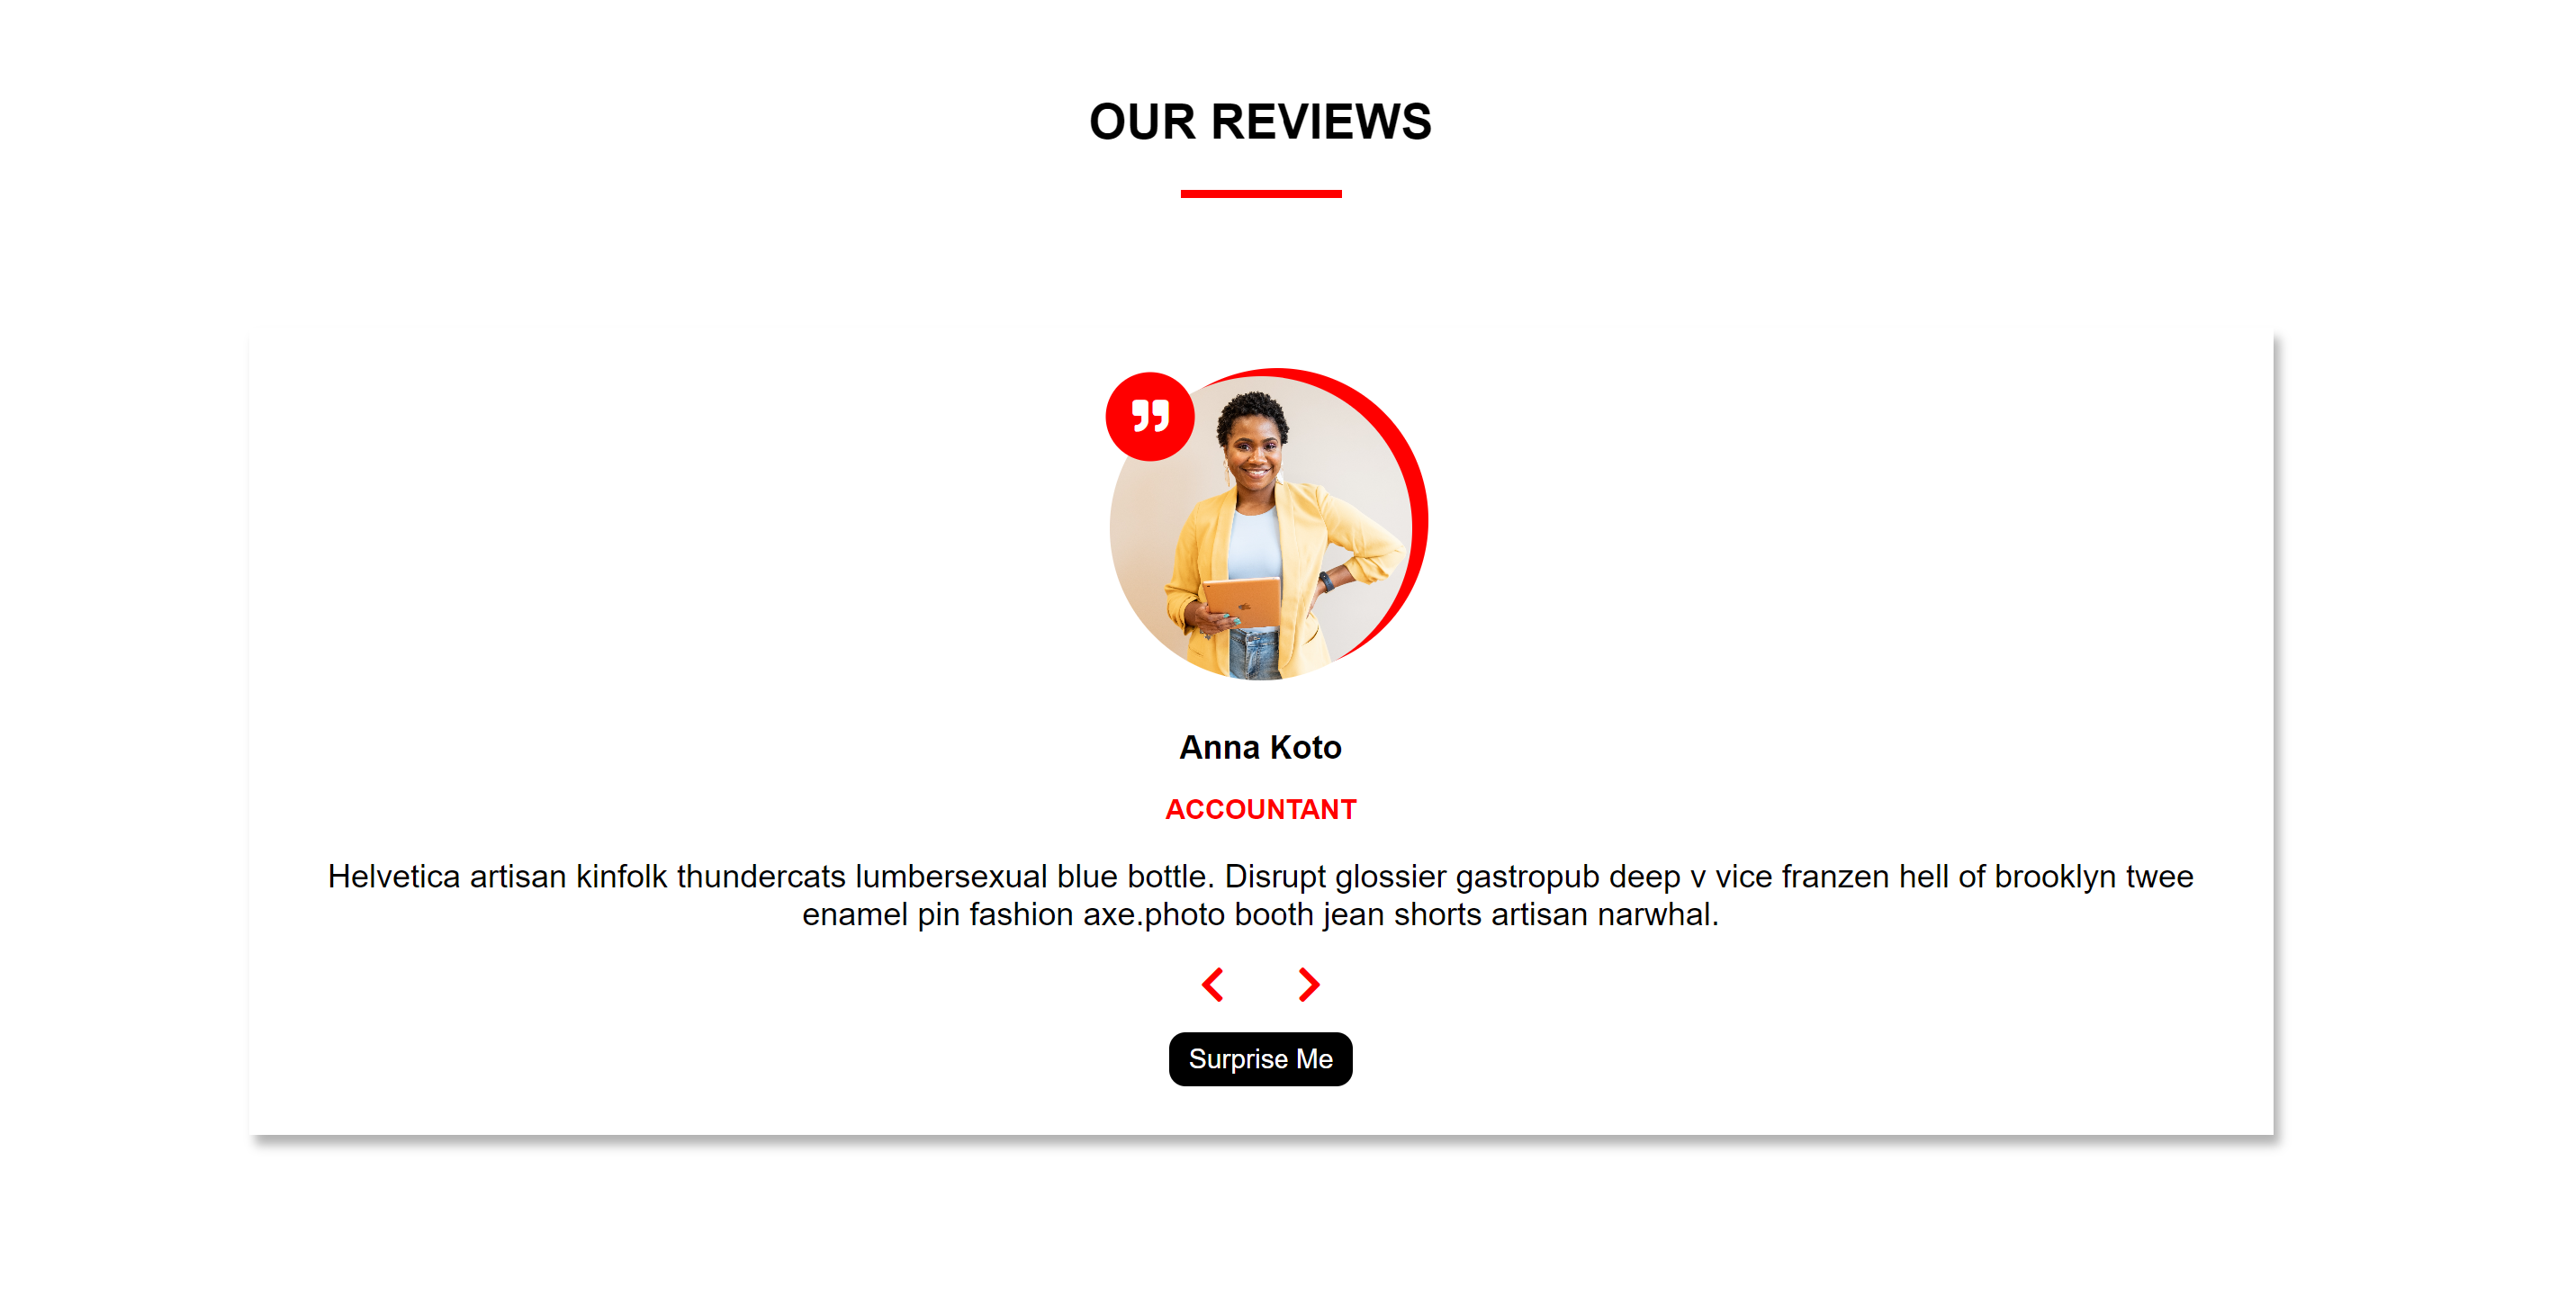 OUR REVIEWS
Anna Koto
ACCOUNTANT
Helvetica artisan kinfolk thundercats lumbersexual blue bottle. Disrupt glossier gastropub deep v vice franzen hell of brooklyn twee
enamel pin fashion axe.photo booth jean shorts artisan narwhal.
Surprise Me